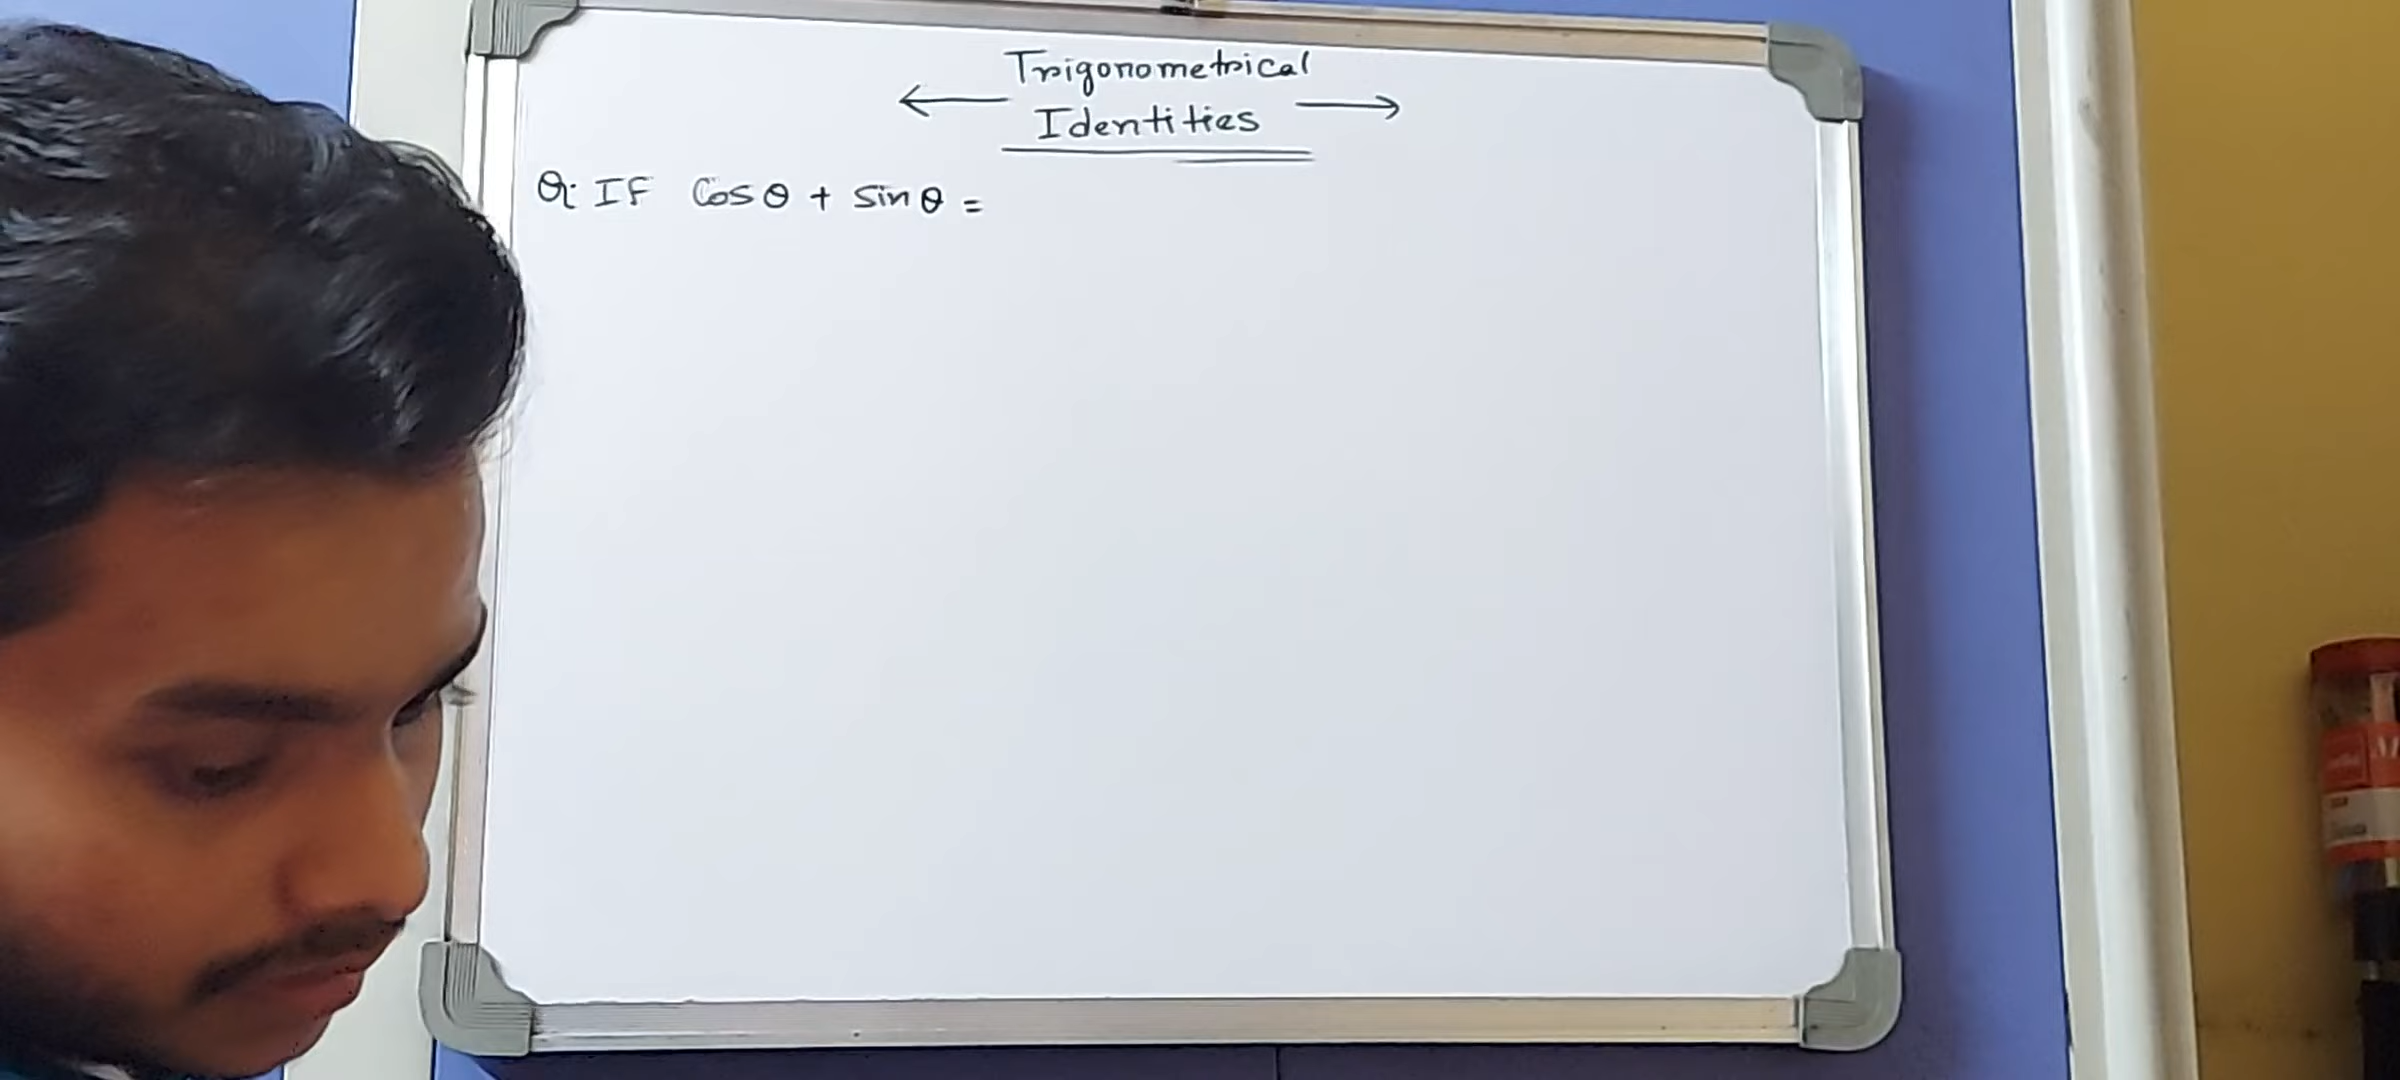 Trigonometrical
← Identities →
Q. If Cosθ + Sinθ =